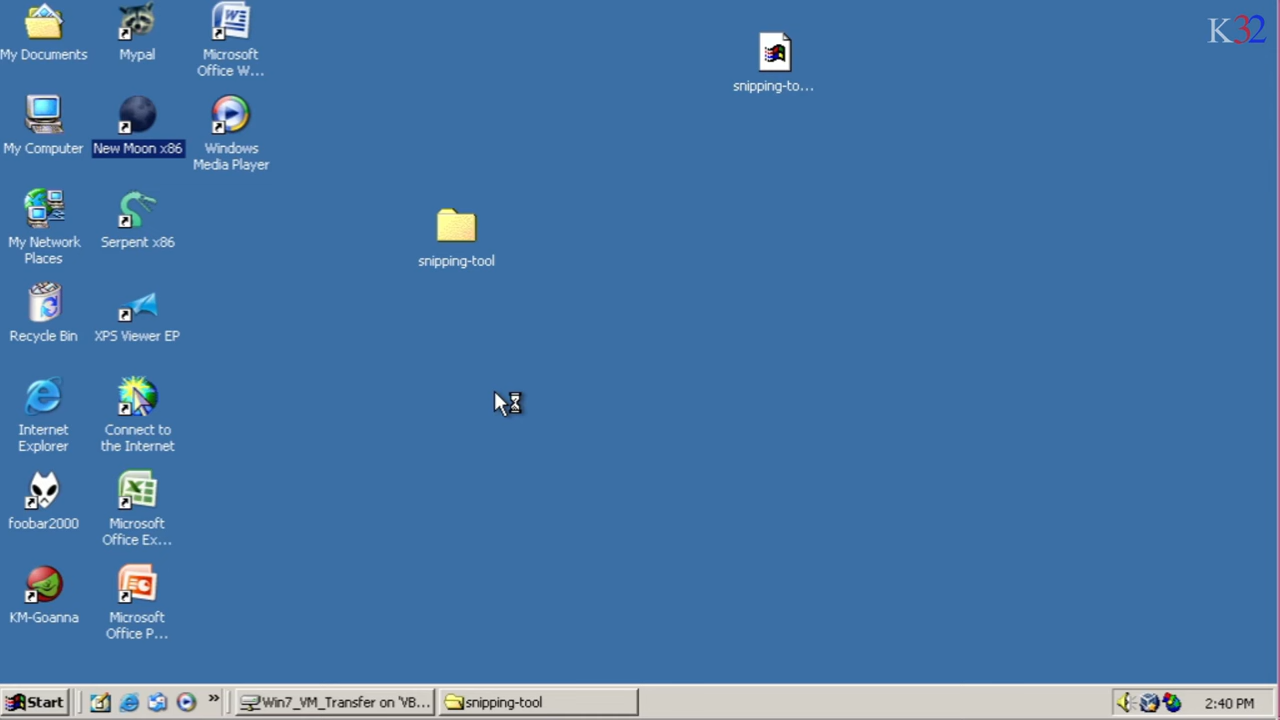 K32
My Documents
Mypal
Microsoft
Office W...
snipping-to...
My Computer
New Moon x86
Windows
Media Player
My Network
Places
Serpent x86
snipping-tool
Recycle Bin
XPS Viewer EP
Internet
Explorer
Connect to
the Internet
foobar2000
Microsoft
Office Ex...
KM-Goanna
Microsoft
Office P...
Start
»
Win7_VM_Transfer on 'VB...
snipping-tool
2:40 PM